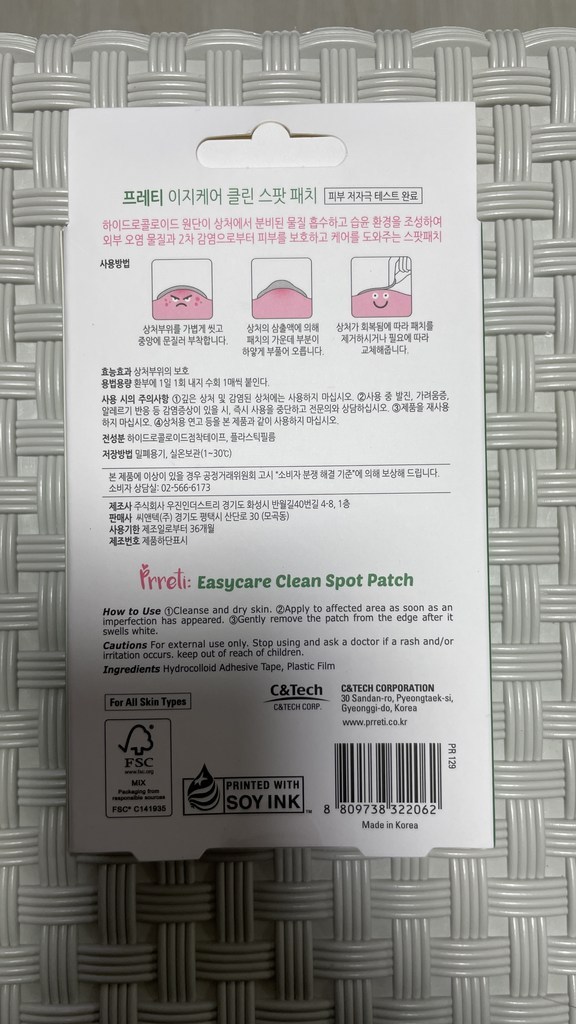 프레티 이지케어 클린 스팟 패치 피부 저자극 테스트 완료
하이드로콜로이드 원단이 상처에서 분비된 물질 흡수하고 습윤 환경을 조성하여
외부 오염 물질과 2차 감염으로부터 피부를 보호하고 케어를 도와주는 스팟패치
사용방법
상처부위를 가볍게 씻고
중앙에 문질러 부착합니다.
상처의 삼출액에 의해
패치의 가운데 부분이
하얗게 부풀어 오릅니다.
상처가 회복됨에 따라 패치를
제거하시거나 필요에 따라
교체해줍니다.
효능효과 상처부위의 보호
용법용량 환부에 1일 1회 내지 수회 1매씩 붙인다.
사용 시의 주의사항 ①깊은 상처 및 감염된 상처에는 사용하지 마십시오. ②사용 중 발진, 가려움증,
알레르기 반응 등 감염증상이 있을 시, 즉시 사용을 중단하고 전문의와 상담하십시오. ③제품을 재사용
하지 마십시오. ④상처용 연고 등을 본 제품과 같이 사용하지 마십시오.
전성분 하이드로콜로이드점착테이프, 플라스틱필름
저장방법 밀폐용기, 실온보관(1~30℃)
본 제품에 이상이 있을 경우 공정거래위원회 고시 "소비자 분쟁 해결 기준"에 의해 보상해 드립니다.
소비자 상담실: 02-566-6173
제조사 주식회사 우진인더스트리 경기도 화성시 반월길40번길 4-8, 1층
판매사 씨앤텍(주) 경기도 평택시 산단로 30 (모곡동)
사용기한 제조일로부터 36개월
제조번호 제품하단표시
Prreti: Easycare Clean Spot Patch
How to Use ①Cleanse and dry skin. ②Apply to affected area as soon as an
imperfection has appeared. ③Gently remove the patch from the edge after it
swells white.
Cautions For external use only. Stop using and ask a doctor if a rash and/or
irritation occurs. keep out of reach of children.
Ingredients Hydrocolloid Adhesive Tape, Plastic Film
For All Skin Types
C&Tech
C&TECH CORP.
C&TECH CORPORATION
30 Sandan-ro, Pyeongtaek-si,
Gyeonggi-do, Korea
www.prreti.co.kr
FSC
www.fsc.org
MIX
Packaging from
responsible sources
FSC® C141935
PRINTED WITH
SOY INK™
PR 129
8 809738 322062
Made in Korea